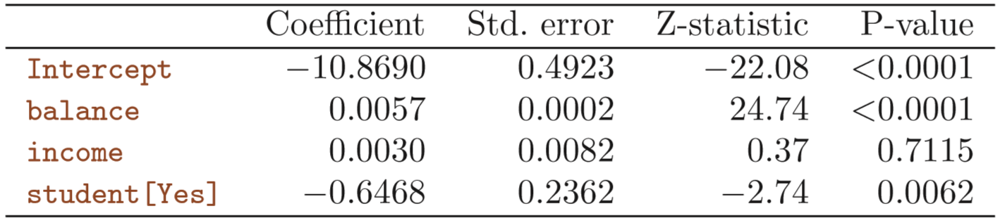 Coefficient Std. error Z-statistic P-value
Intercept −10.8690 0.4923 −22.08 <0.0001
balance 0.0057 0.0002 24.74 <0.0001
income 0.0030 0.0082 0.37 0.7115
student[Yes] −0.6468 0.2362 −2.74 0.0062